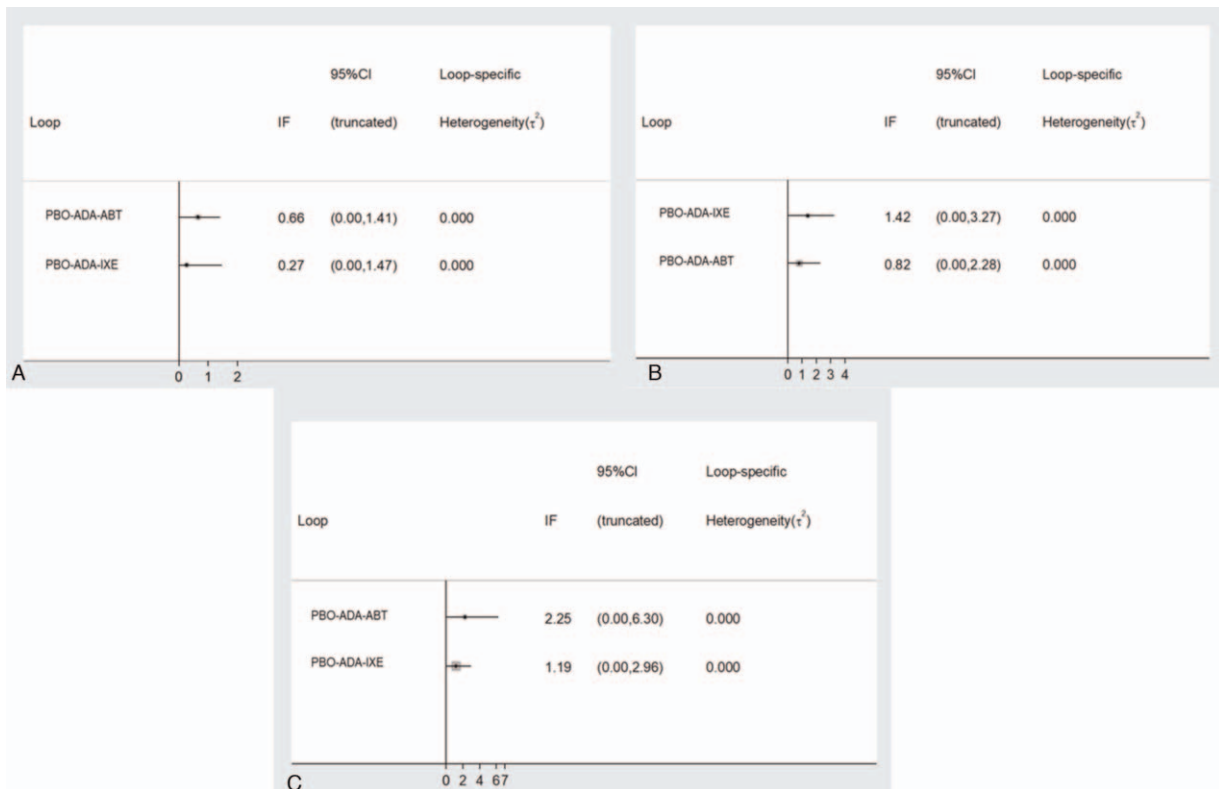 95%CI Loop-specific
Loop IF (truncated) Heterogeneity(τ²)
PBO-ADA-ABT 0.66 (0.00,1.41) 0.000
PBO-ADA-IXE 0.27 (0.00,1.47) 0.000
0 1 2
A
95%CI Loop-specific
Loop IF (truncated) Heterogeneity(τ²)
PBO-ADA-IXE 1.42 (0.00,3.27) 0.000
PBO-ADA-ABT 0.82 (0.00,2.28) 0.000
0 1 2 3 4
B
95%CI Loop-specific
Loop IF (truncated) Heterogeneity(τ²)
PBO-ADA-ABT 2.25 (0.00,6.30) 0.000
PBO-ADA-IXE 1.19 (0.00,2.96) 0.000
0 2 4 67
C